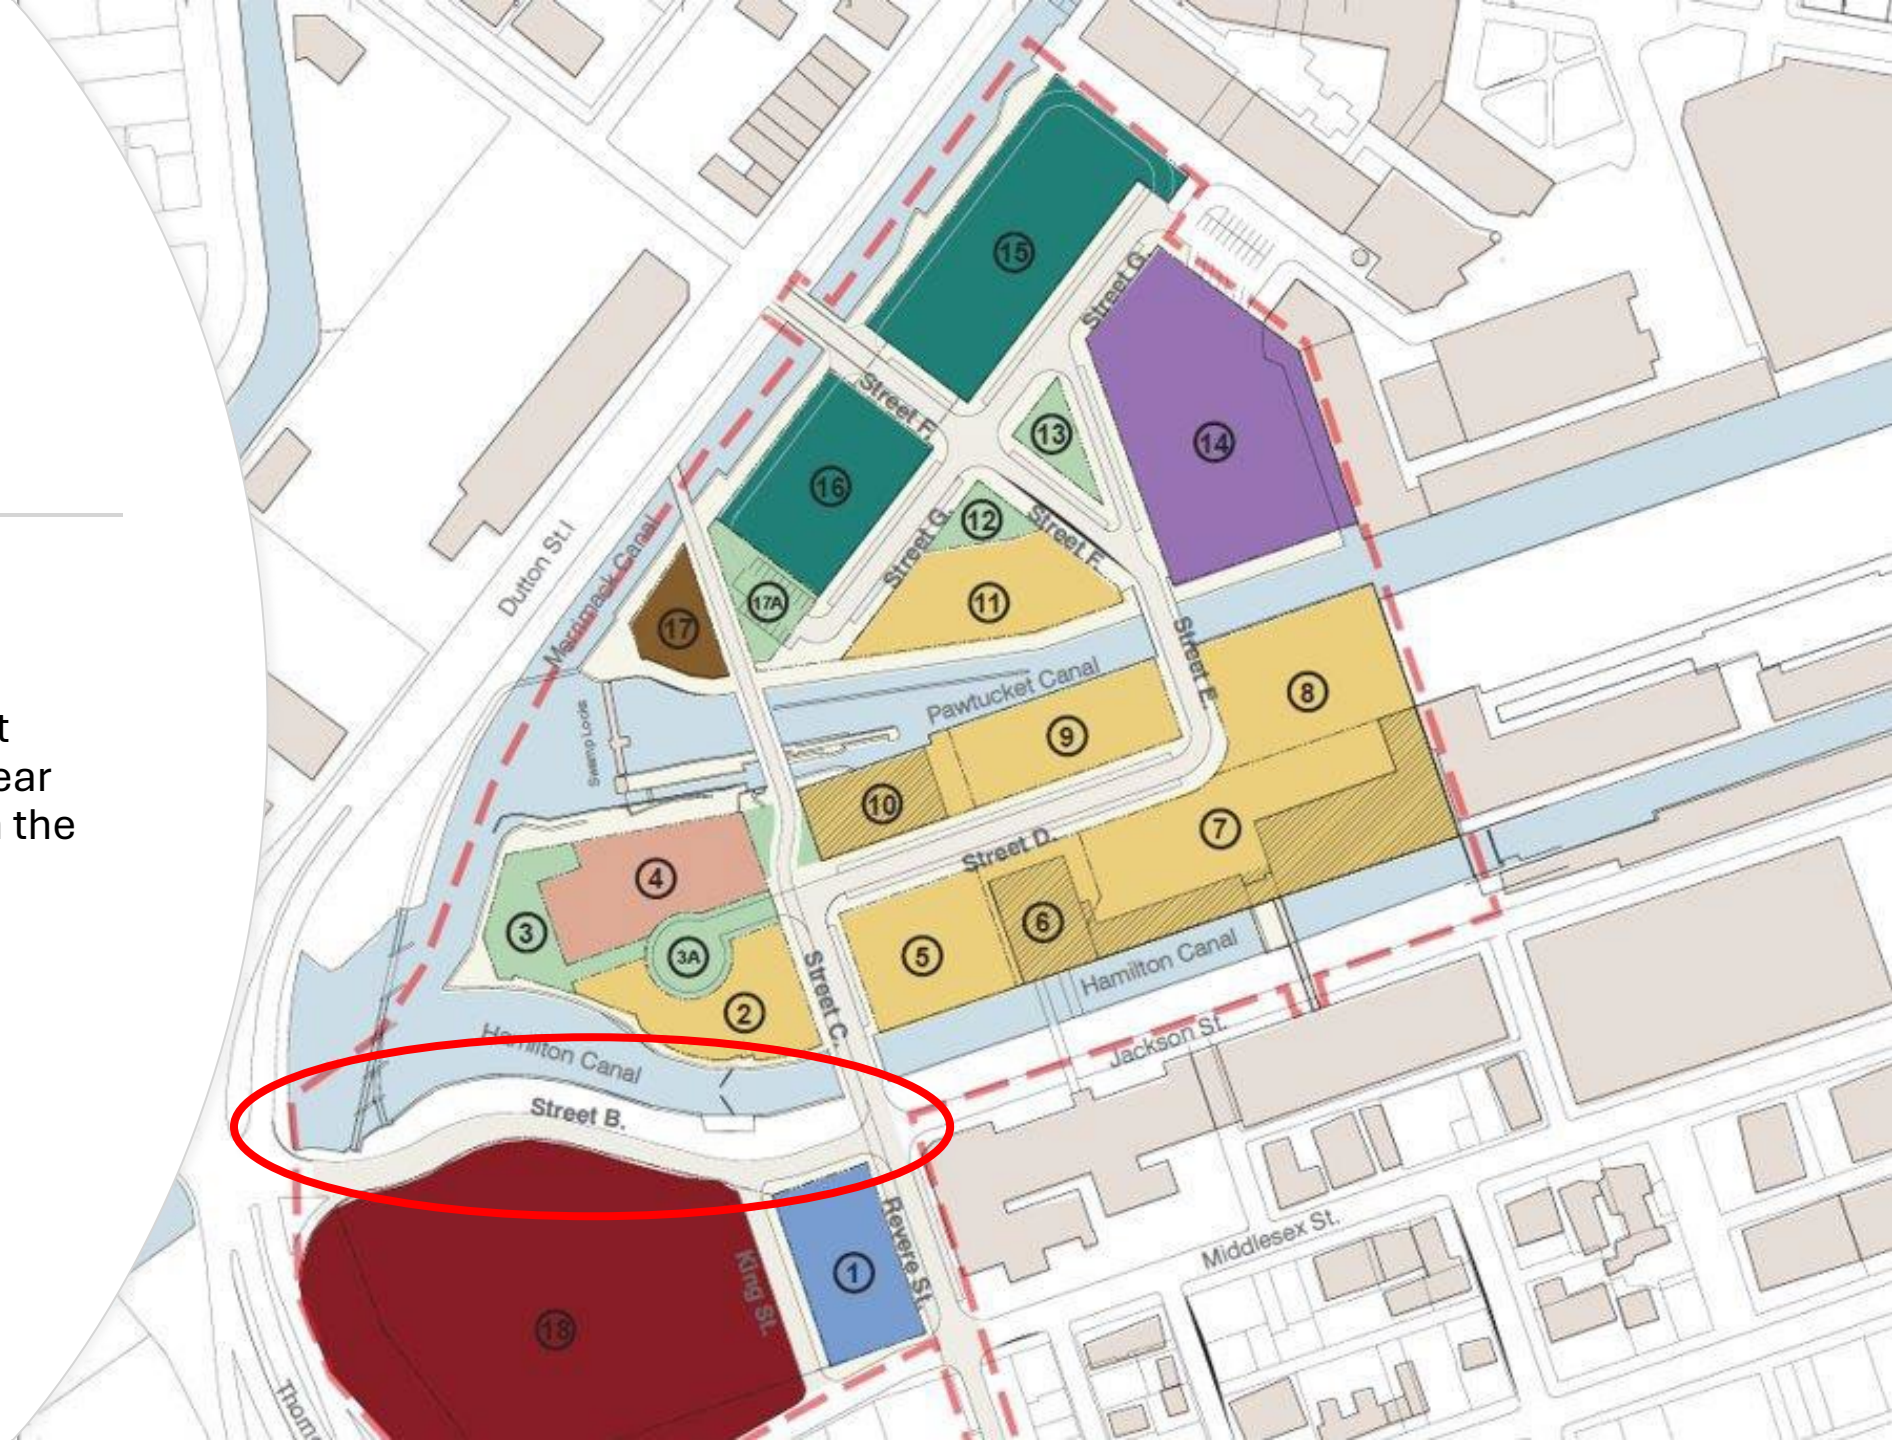 t
ear
the
15
Street G.
14
Street F.
13
16
12
Street G.
Street F.
Dutton St.
Merrimack Canal
17A
11
17
Street E.
8
Pawtucket Canal
Swamp Locks
9
10
7
Street D.
4
6
3
5
3A
Hamilton Canal
2
Street C.
Jackson St.
Hamilton Canal
Street B.
Revere St.
Middlesex St.
King St.
1
18